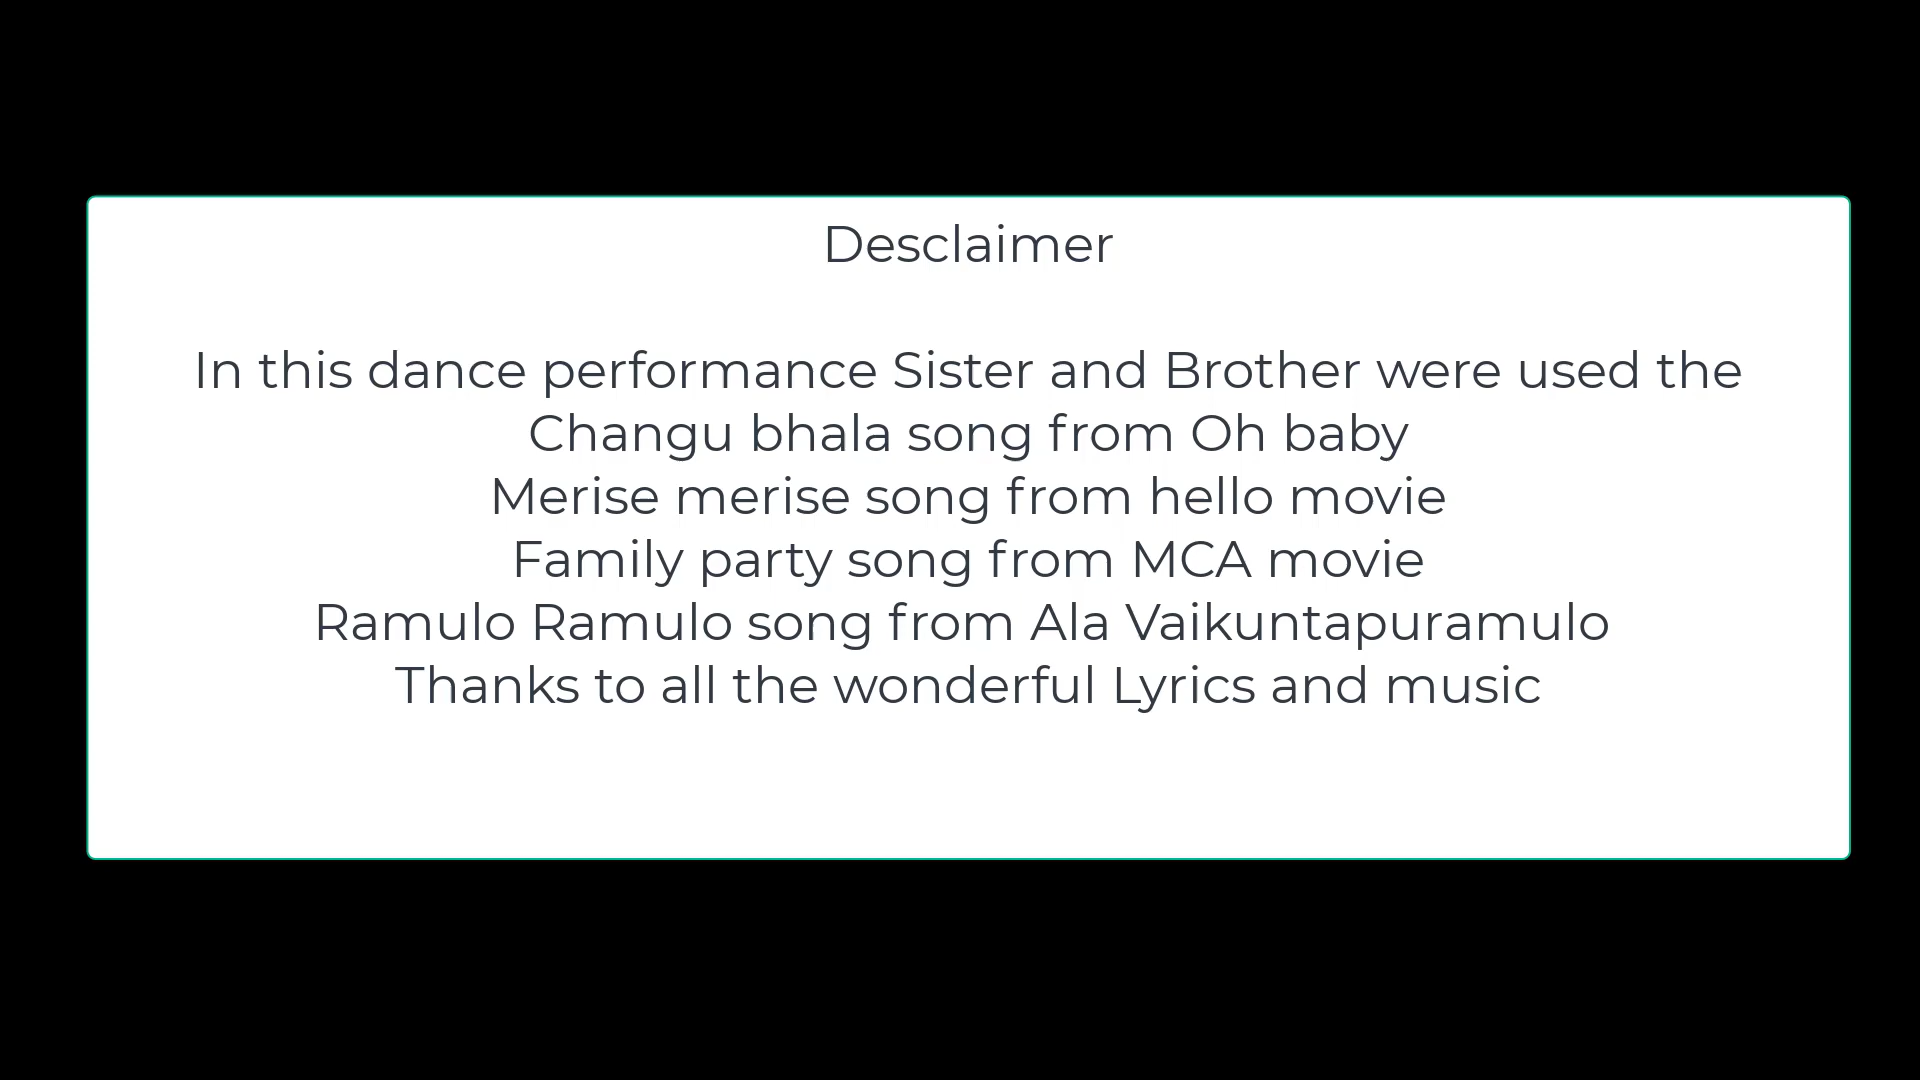 Desclaimer
In this dance performance Sister and Brother were used the
Changu bhala song from Oh baby
Merise merise song from hello movie
Family party song from MCA movie
Ramulo Ramulo song from Ala Vaikuntapuramulo
Thanks to all the wonderful Lyrics and music